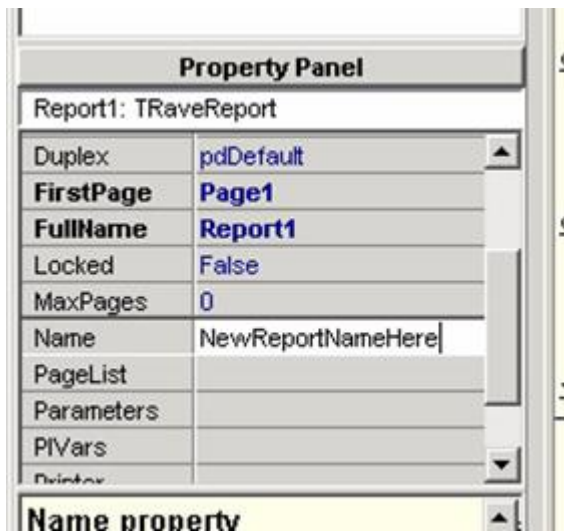 Property Panel
Report1: TRaveReport
Duplex pdDefault
FirstPage Page1
FullName Report1
Locked False
MaxPages 0
Name NewReportNameHere
PageList
Parameters
PIVars
Printer
Name property